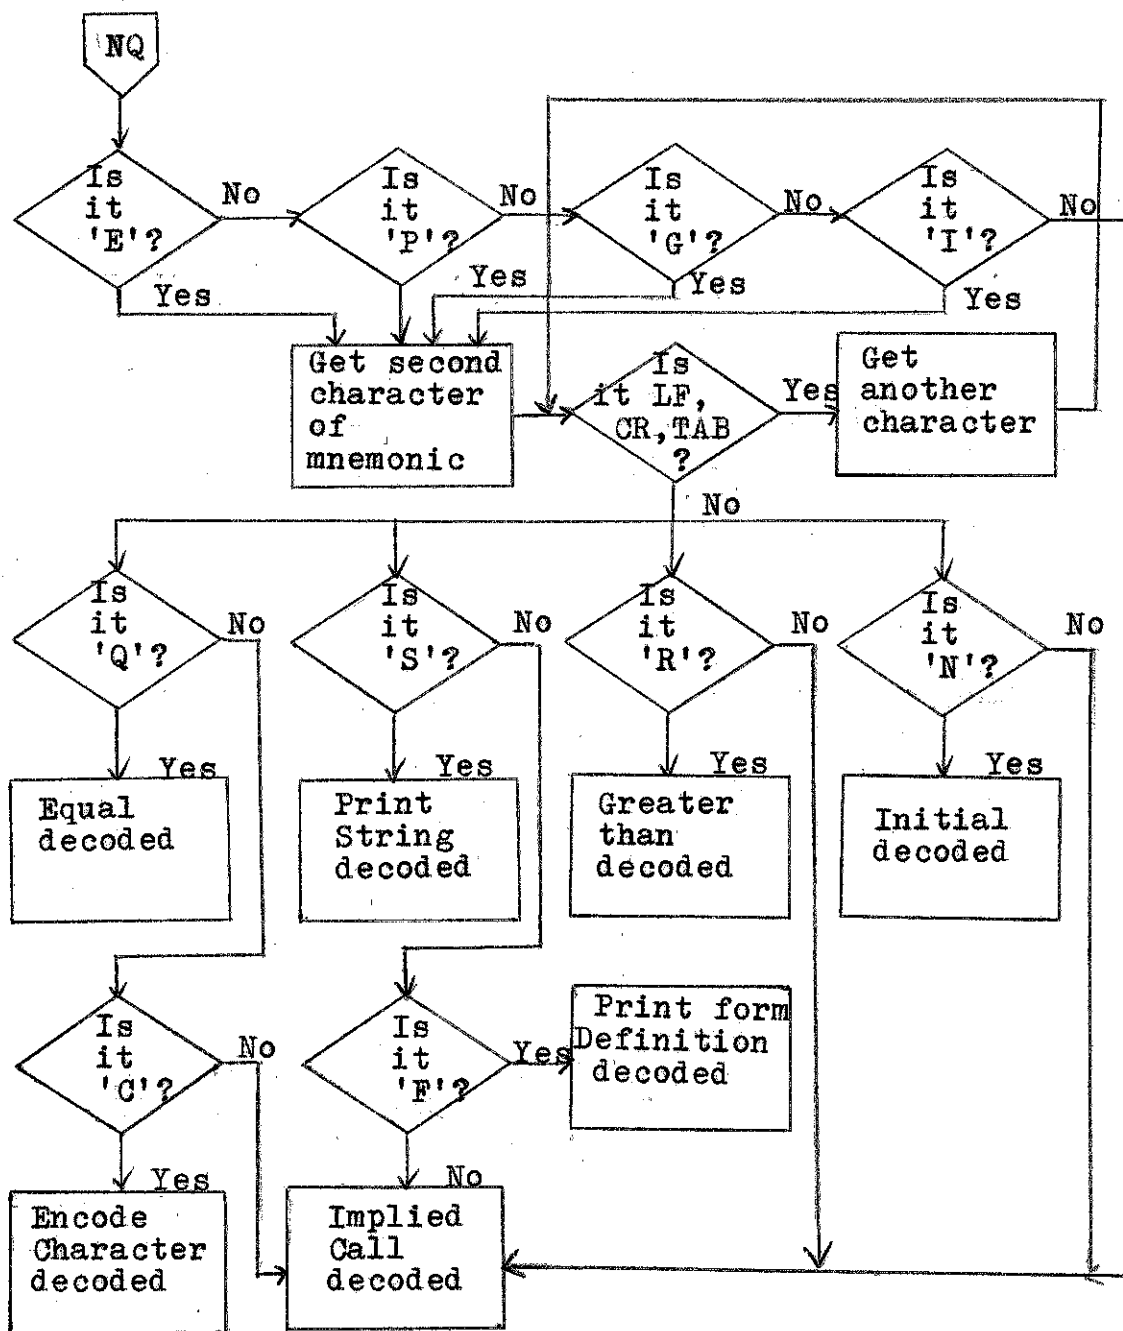 NQ
Is
it
'E'?
No
Is
it
'P'?
No
Is
it
'G'?
No
Is
it
'I'?
No
Yes
Yes
Yes
Yes
Get second
character
of
mnemonic
Is
it LF,
CR,TAB
?
Yes
Get
another
character
No
Is
it
'Q'?
No
Is
it
'S'?
No
Is
it
'R'?
No
Is
it
'N'?
No
Yes
Equal
decoded
Yes
Print
String
decoded
Yes
Greater
than
decoded
Yes
Initial
decoded
Is
it
'C'?
No
Is
it
'F'?
Yes
Print form
Definition
decoded
Yes
Encode
Character
decoded
No
Implied
Call
decoded